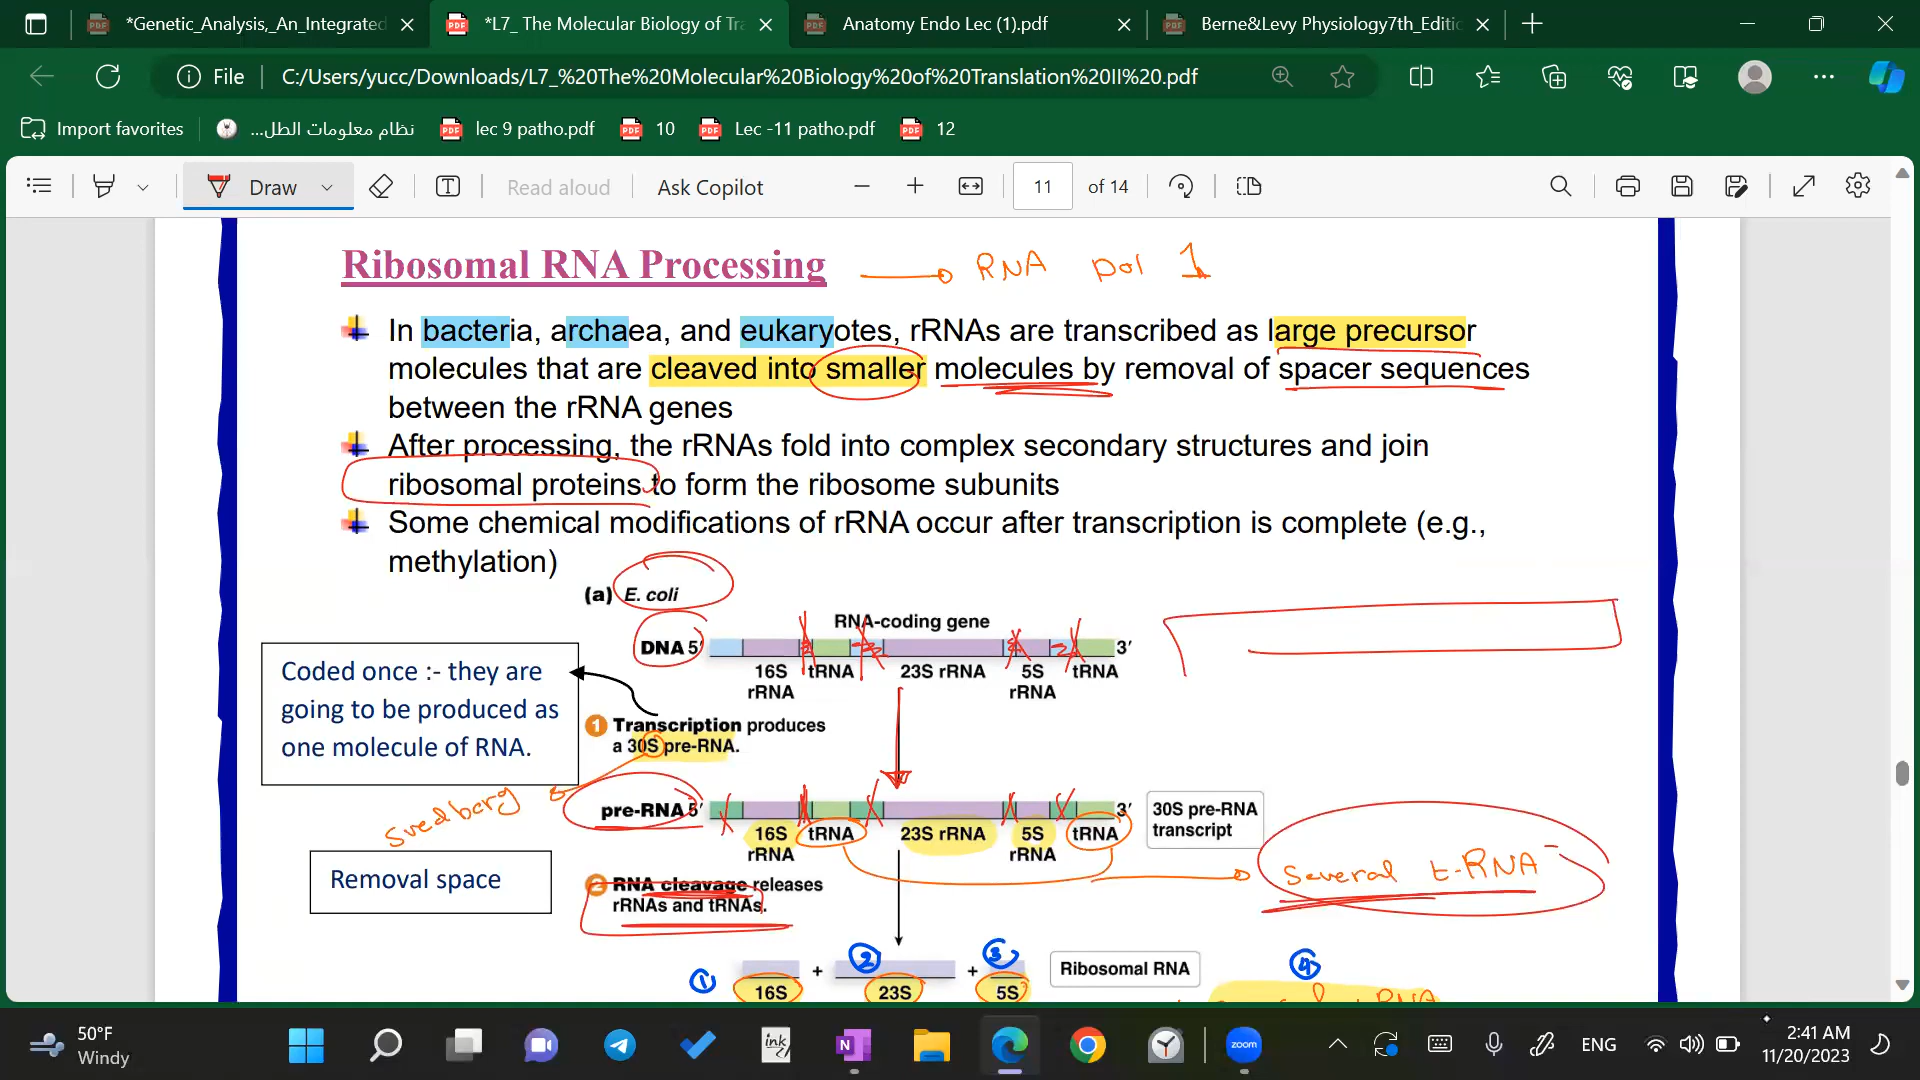 *Genetic_Analysis,_An_Integrated
*L7_ The Molecular Biology of Tra
Anatomy Endo Lec (1).pdf
Berne&Levy Physiology7th_Editio
File
C:/Users/yucc/Downloads/L7_%20The%20Molecular%20Biology%20of%20Translation%20II%20.pdf
Import favorites
نظام معلومات الطل...
lec 9 patho.pdf
10
Lec -11 patho.pdf
12
Draw
Read aloud
Ask Copilot
11
of 14
Ribosomal RNA Processing
RNA pol 1
In bacteria, archaea, and eukaryotes, rRNAs are transcribed as large precursor
molecules that are cleaved into smaller molecules by removal of spacer sequences
between the rRNA genes
After processing, the rRNAs fold into complex secondary structures and join
ribosomal proteins to form the ribosome subunits
Some chemical modifications of rRNA occur after transcription is complete (e.g.,
methylation)
(a) E. coli
RNA-coding gene
DNA 5′
3′
16S
rRNA
tRNA
23S rRNA
5S
rRNA
tRNA
Coded once :- they are
going to be produced as
one molecule of RNA.
1 Transcription produces
a 30S pre-RNA.
Svedberg
pre-RNA 5′
3′
30S pre-RNA
transcript
16S
rRNA
tRNA
23S rRNA
5S
rRNA
tRNA
Several t-RNA
Removal space
2 RNA cleavage releases
rRNAs and tRNAs.
1
2
3
4
+
+
Ribosomal RNA
16S
23S
5S
50°F
Windy
zoom
ENG
2:41 AM
11/20/2023